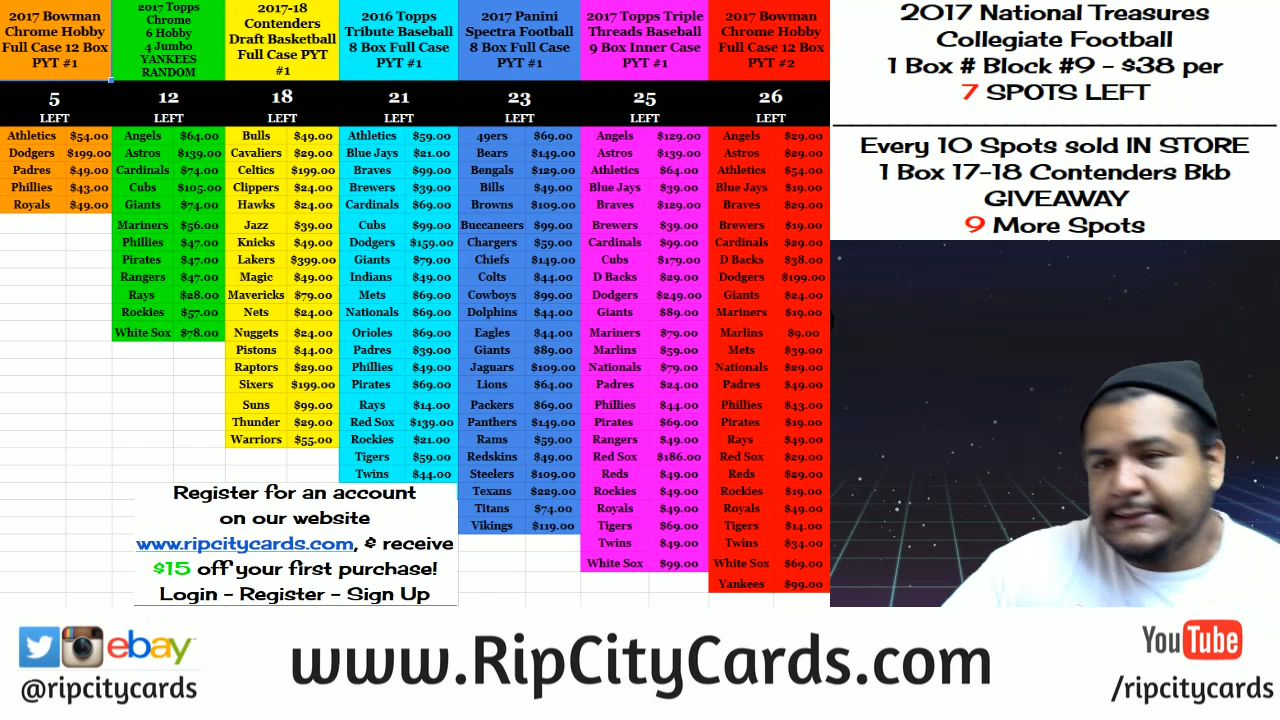 2017 Bowman
Chrome Hobby
Full Case 12 Box
PYT #1
5
LEFT
Athletics $54.00
Dodgers $199.00
Padres $49.00
Phillies $43.00
Royals $49.00
2017 Topps
Chrome
6 Hobby
4 Jumbo
YANKEES
RANDOM
12
LEFT
Angels $64.00
Astros $139.00
Cardinals $74.00
Cubs $105.00
Giants $74.00
Mariners $56.00
Phillies $47.00
Pirates $47.00
Rangers $47.00
Rays $28.00
Rockies $57.00
White Sox $78.00
2017-18
Contenders
Draft Basketball
Full Case PYT
#1
18
LEFT
Bulls $49.00
Cavaliers $29.00
Celtics $199.00
Clippers $24.00
Hawks $24.00
Jazz $39.00
Knicks $49.00
Lakers $399.00
Magic $49.00
Mavericks $79.00
Nets $24.00
Nuggets $24.00
Pistons $44.00
Raptors $29.00
Sixers $199.00
Suns $99.00
Thunder $29.00
Warriors $55.00
2016 Topps
Tribute Baseball
8 Box Full Case
PYT #1
21
LEFT
Athletics $59.00
Blue Jays $21.00
Braves $99.00
Brewers $39.00
Cardinals $69.00
Cubs $99.00
Dodgers $159.00
Giants $79.00
Indians $49.00
Mets $69.00
Nationals $69.00
Orioles $69.00
Padres $39.00
Phillies $49.00
Pirates $69.00
Rays $14.00
Red Sox $139.00
Rockies $21.00
Tigers $59.00
Twins $44.00
2017 Panini
Spectra Football
8 Box Full Case
PYT #1
23
LEFT
49ers $69.00
Bears $149.00
Bengals $129.00
Bills $49.00
Browns $109.00
Buccaneers $99.00
Chargers $59.00
Chiefs $149.00
Colts $44.00
Cowboys $99.00
Dolphins $44.00
Eagles $44.00
Giants $89.00
Jaguars $109.00
Lions $64.00
Packers $69.00
Panthers $149.00
Rams $59.00
Redskins $49.00
Steelers $109.00
Texans $229.00
Titans $74.00
Vikings $119.00
2017 Topps Triple
Threads Baseball
9 Box Inner Case
PYT #1
25
LEFT
Angels $129.00
Astros $139.00
Athletics $64.00
Blue Jays $39.00
Braves $129.00
Brewers $39.00
Cardinals $99.00
Cubs $179.00
D Backs $29.00
Dodgers $249.00
Giants $89.00
Mariners $79.00
Marlins $59.00
Nationals $79.00
Padres $24.00
Phillies $44.00
Pirates $69.00
Rangers $49.00
Red Sox $186.00
Reds $49.00
Rockies $49.00
Royals $49.00
Tigers $69.00
Twins $49.00
White Sox $99.00
2017 Bowman
Chrome Hobby
Full Case 12 Box
PYT #2
26
LEFT
Angels $29.00
Astros $29.00
Athletics $54.00
Blue Jays $19.00
Braves $29.00
Brewers $19.00
Cardinals $29.00
D Backs $38.00
Dodgers $199.00
Giants $24.00
Mariners $19.00
Marlins $9.00
Mets $39.00
Nationals $29.00
Padres $49.00
Phillies $43.00
Pirates $19.00
Rays $49.00
Red Sox $29.00
Reds $29.00
Rockies $19.00
Royals $49.00
Tigers $14.00
Twins $34.00
White Sox $69.00
Yankees $99.00
2017 National Treasures
Collegiate Football
1 Box # Block #9 - $38 per
7 SPOTS LEFT
Every 10 Spots sold IN STORE
1 Box 17-18 Contenders Bkb
GIVEAWAY
9 More Spots
Register for an account
on our website
www.ripcitycards.com, & receive
$15 off your first purchase!
Login - Register - Sign Up
ebay
@ripcitycards
www.RipCityCards.com
YouTube
/ripcitycards